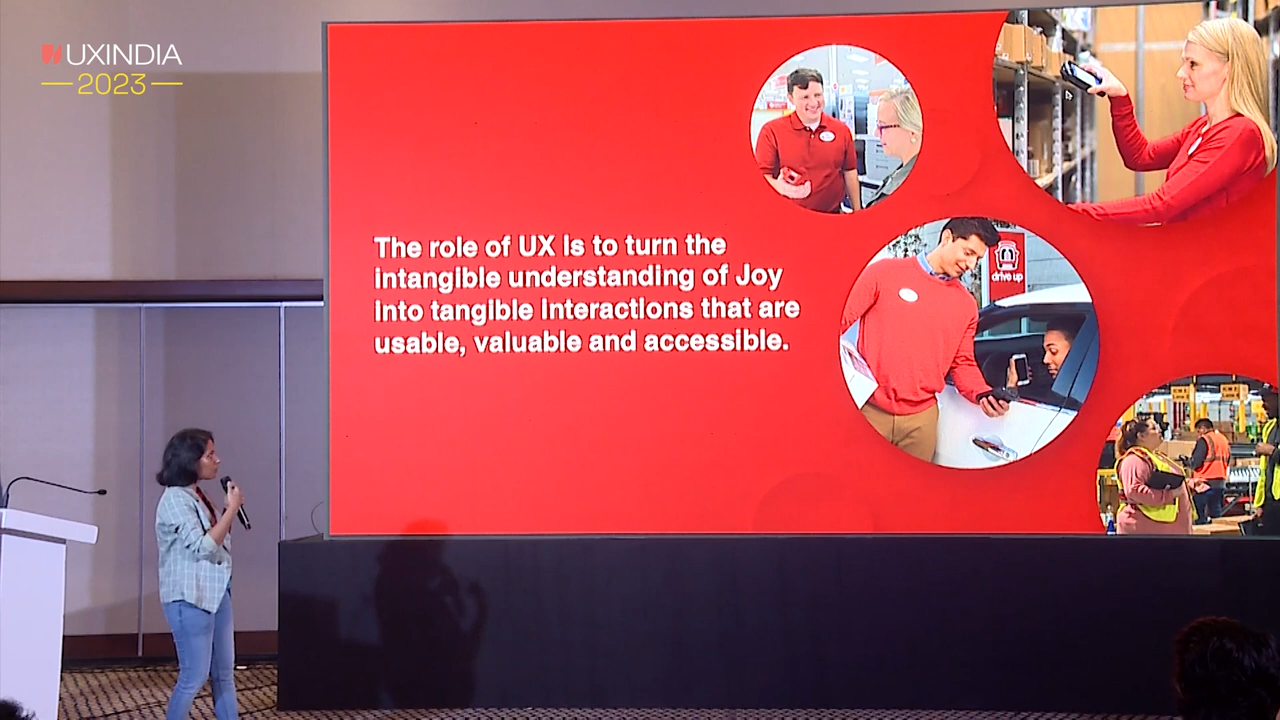 UXINDIA
2023
The role of UX is to turn the
intangible understanding of Joy
into tangible interactions that are
usable, valuable and accessible.
drive up